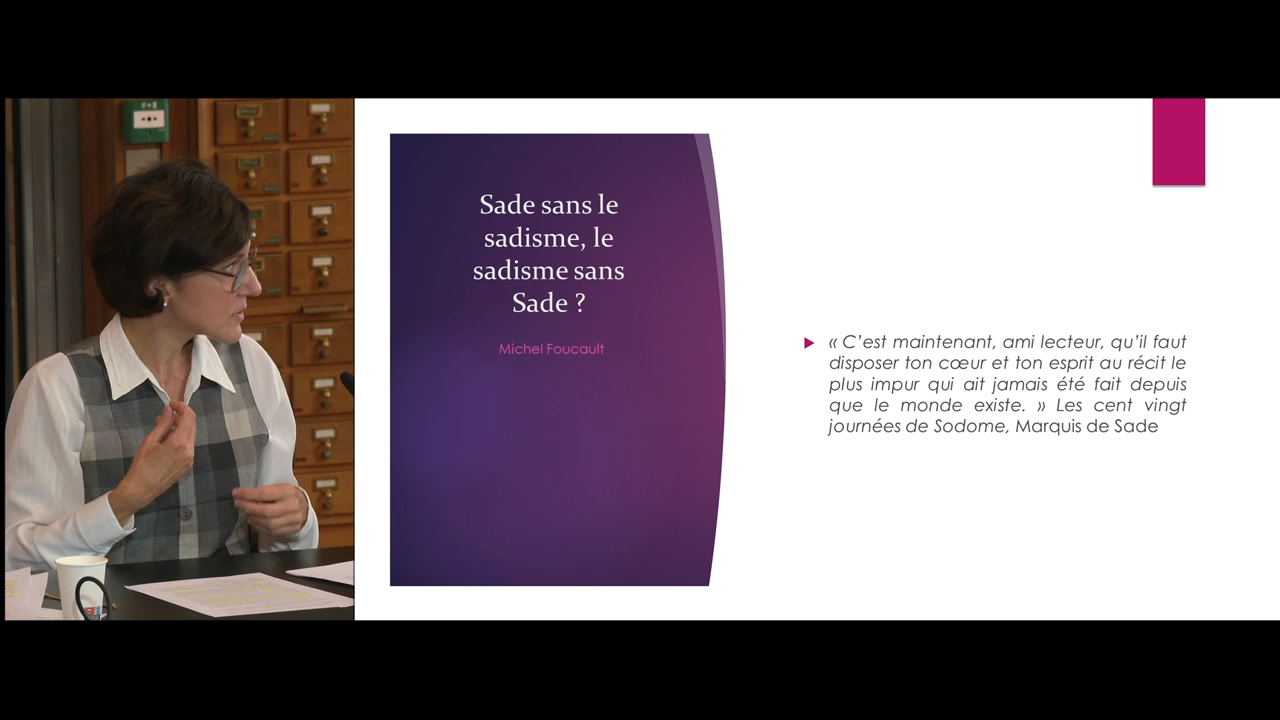 Sade sans le
sadisme, le
sadisme sans
Sade ?
Michel Foucault
« C’est maintenant, ami lecteur, qu’il faut
disposer ton cœur et ton esprit au récit le
plus impur qui ait jamais été fait depuis
que le monde existe. » Les cent vingt
journées de Sodome, Marquis de Sade